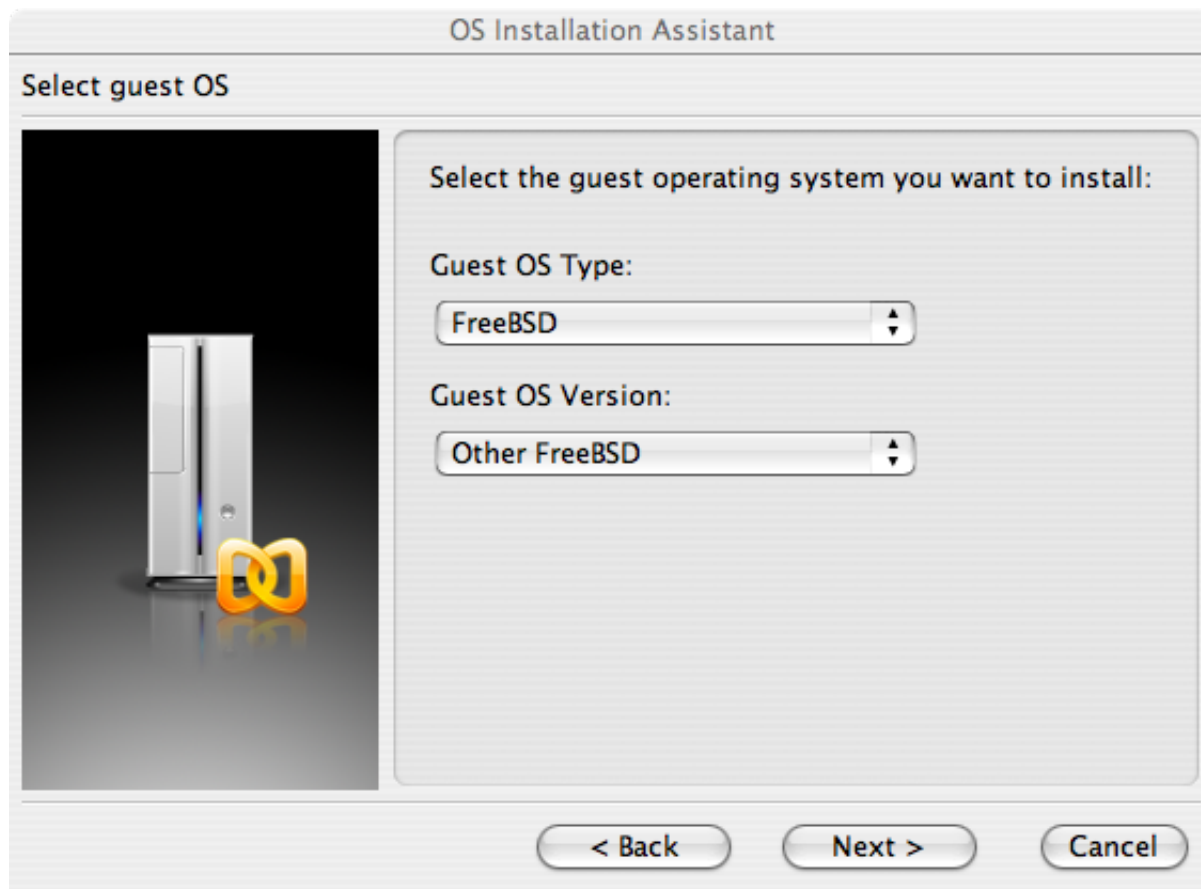 OS Installation Assistant
Select guest OS
Select the guest operating system you want to install:
Guest OS Type:
FreeBSD
Guest OS Version:
Other FreeBSD
< Back Next > Cancel